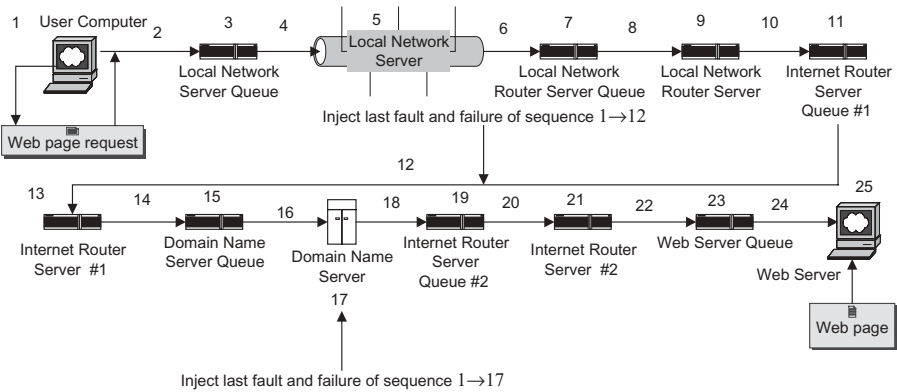 1
User Computer
2
3
4
5
6
7
8
9
10
11
Local Network
Server Queue
Local Network
Server
Local Network
Router Server Queue
Local Network
Router Server
Internet Router
Server
Queue #1
Web page request
Inject last fault and failure of sequence 1→12
12
13
14
15
16
18
19
20
21
22
23
24
25
Internet Router
Server #1
Domain Name
Server Queue
Domain Name
Server
17
Internet Router
Server
Queue #2
Internet Router
Server #2
Web Server Queue
Web Server
Web page
Inject last fault and failure of sequence 1→17